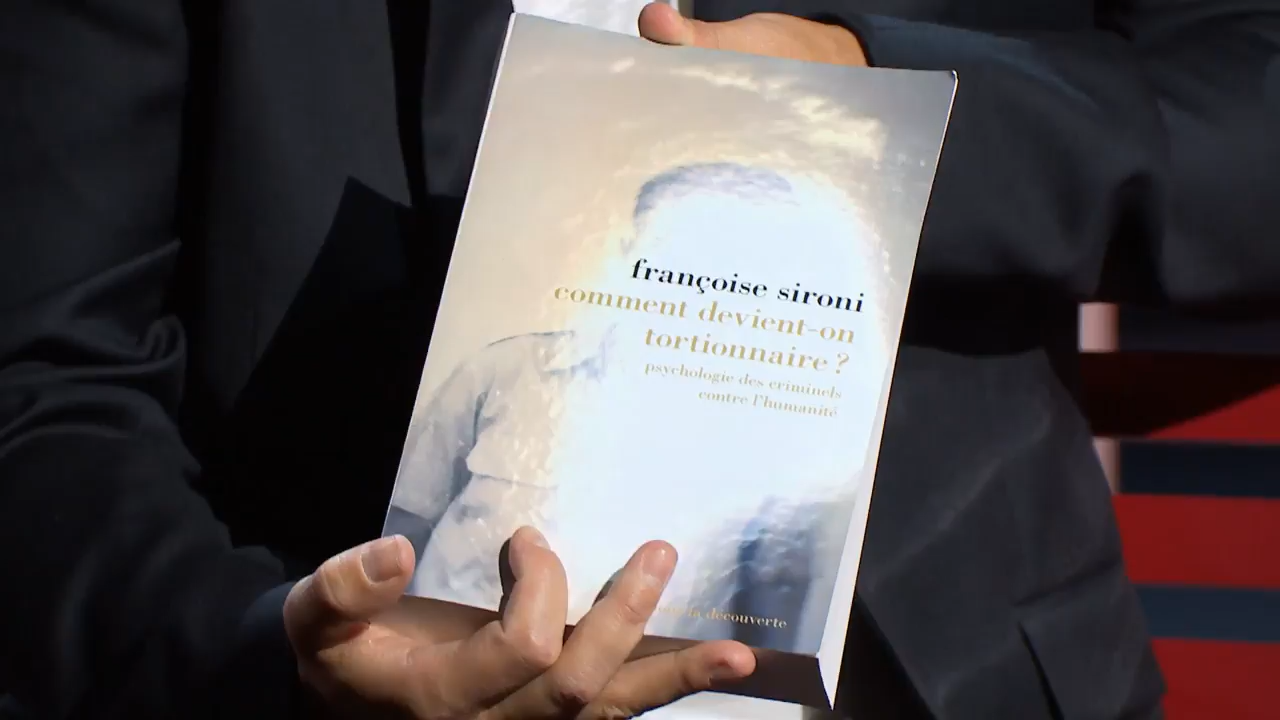 françoise sironi
comment devient-on
tortionnaire ?
psychologie des criminels
contre l'humanité
la découverte